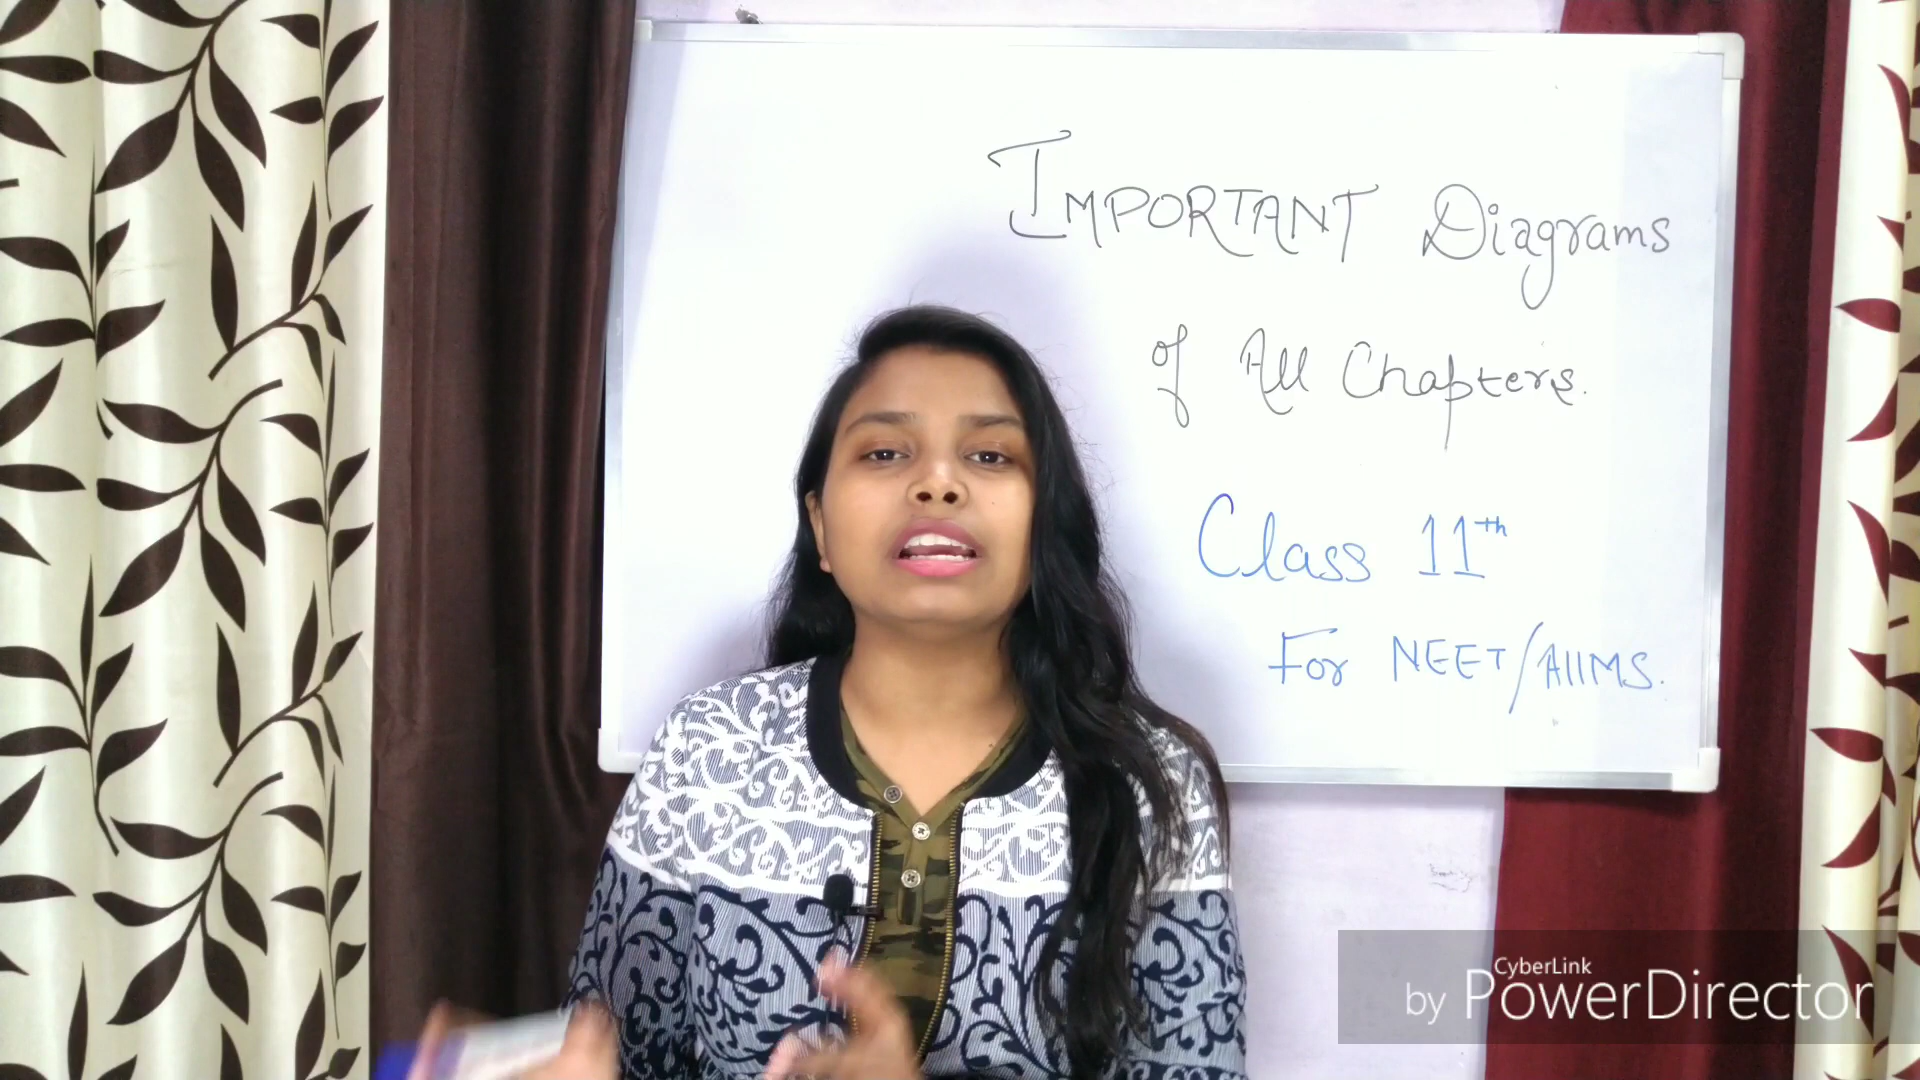 IMPORTANT Diagrams
of All Chapters.
Class 11th
For NEET/AIIMS.
CyberLink
by PowerDirector